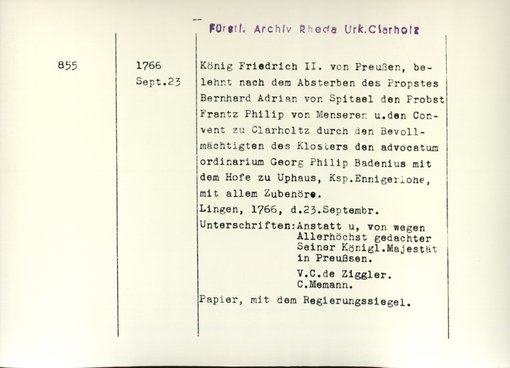 Fürstl. Archiv Rheda Urk.Clarholz
855
1766
Sept.23
König Friedrich II. von Preußen, be-
lehnt nach dem Absterben des Propstes
Bernhard Adrian von Spitael den Probst
Frantz Philip von Menseren u.den Con-
vent zu Clarholtz durch den Bevoll-
mächtigten des Klosters den advocatum
ordinarium Georg Philip Badenius mit
dem Hofe zu Uphaus, Ksp.Ennigerlohe,
mit allem Zubehöre.
Lingen, 1766, d.23.Septembr.
Unterschriften:Anstatt u, von wegen
Allerhöchst gedachter
Seiner Königl.Majestät
in Preußsen.
V.C.de Ziggler.
C.Memann.
Papier, mit dem Regierungssiegel.